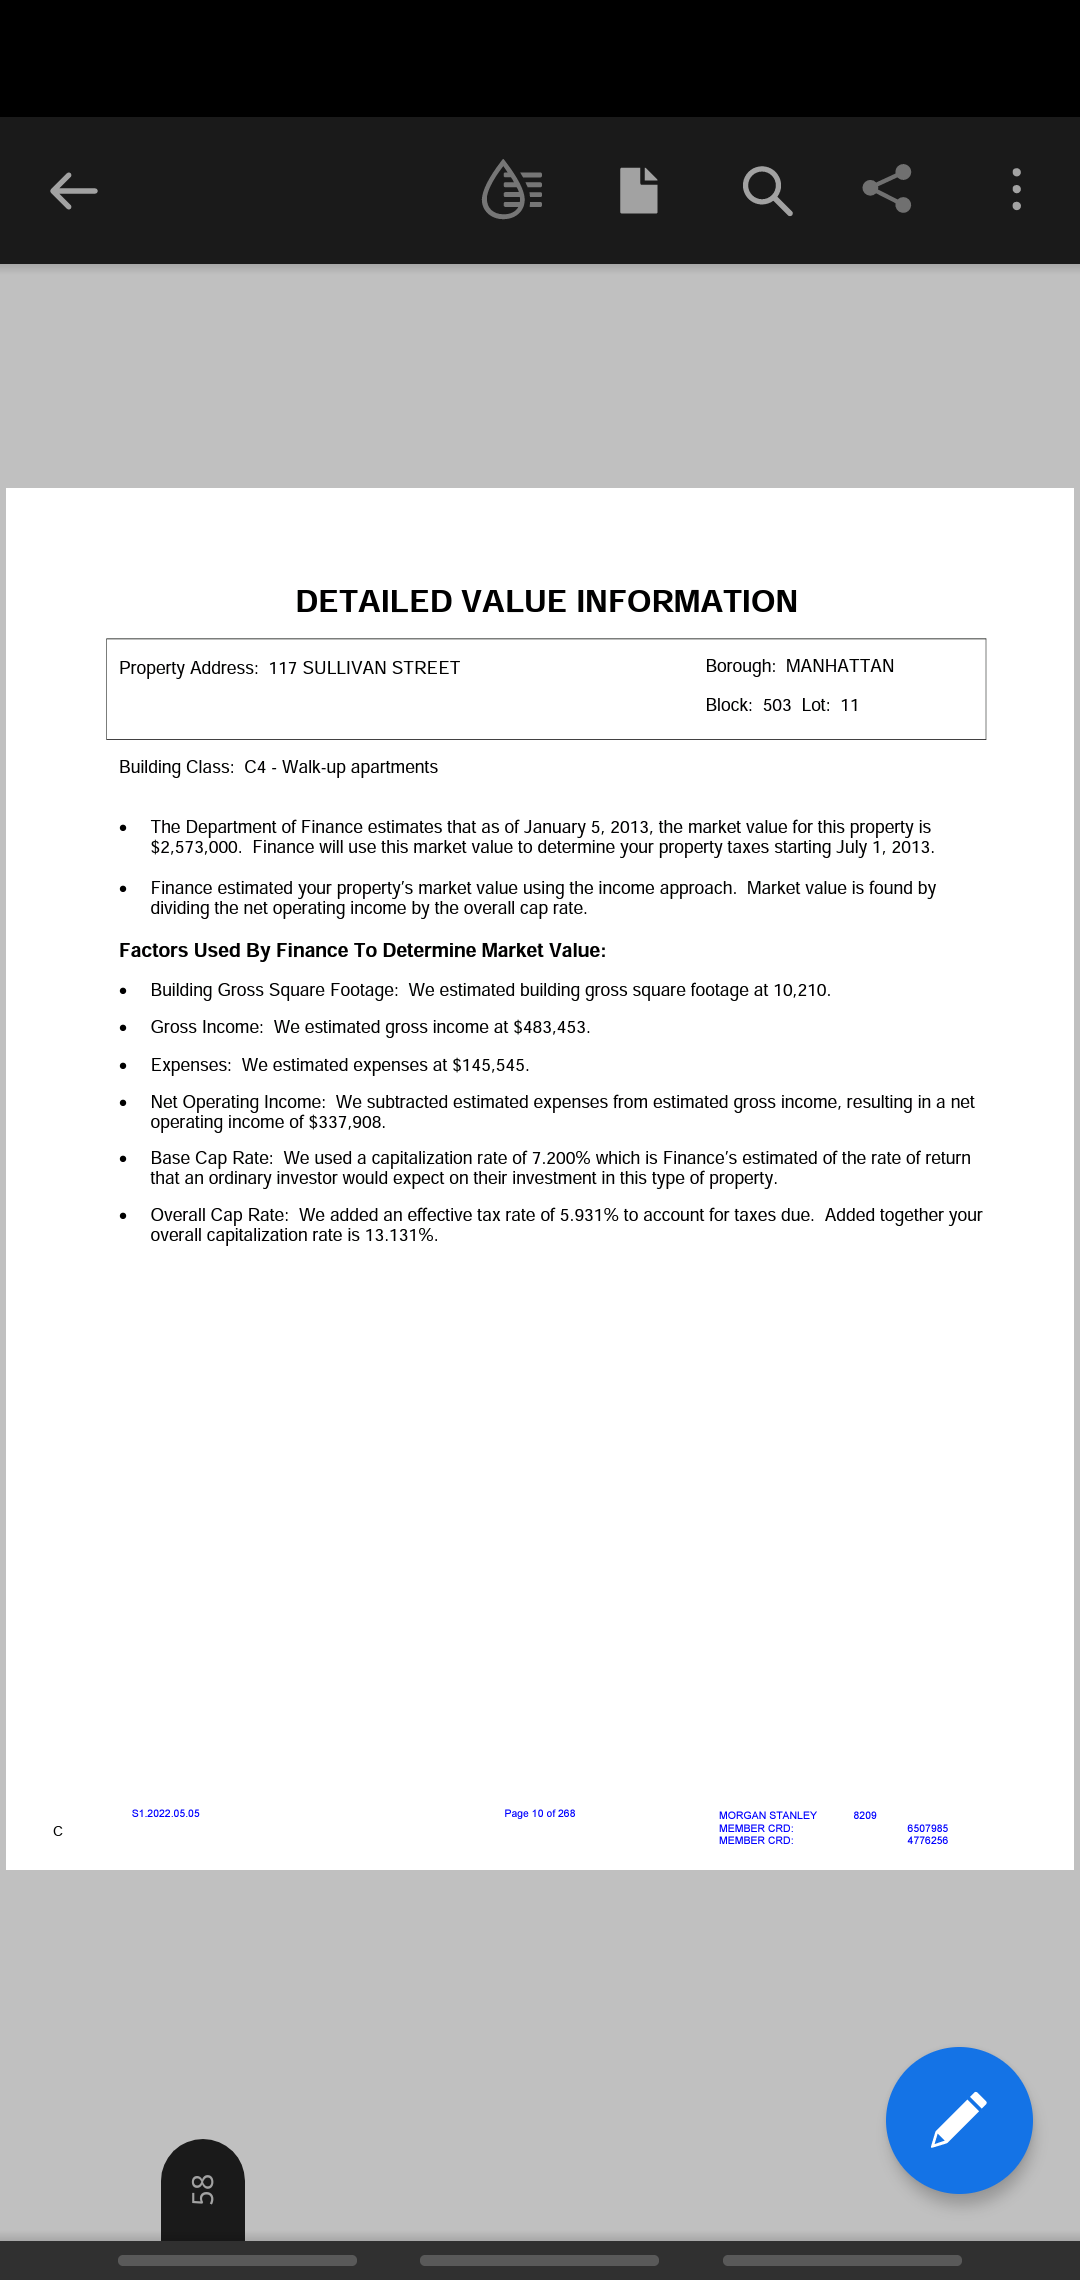 DETAILED VALUE INFORMATION
Property Address: 117 SULLIVAN STREET
Borough: MANHATTAN
Block: 503 Lot: 11
Building Class: C4 - Walk-up apartments
• The Department of Finance estimates that as of January 5, 2013, the market value for this property is
$2,573,000. Finance will use this market value to determine your property taxes starting July 1, 2013.
• Finance estimated your property's market value using the income approach. Market value is found by
dividing the net operating income by the overall cap rate.
Factors Used By Finance To Determine Market Value:
• Building Gross Square Footage: We estimated building gross square footage at 10,210.
• Gross Income: We estimated gross income at $483,453.
• Expenses: We estimated expenses at $145,545.
• Net Operating Income: We subtracted estimated expenses from estimated gross income, resulting in a net
operating income of $337,908.
• Base Cap Rate: We used a capitalization rate of 7.200% which is Finance's estimated of the rate of return
that an ordinary investor would expect on their investment in this type of property.
• Overall Cap Rate: We added an effective tax rate of 5.931% to account for taxes due. Added together your
overall capitalization rate is 13.131%.
S1.2022.05.05
Page 10 of 268
MORGAN STANLEY 8209
MEMBER CRD: 6507985
MEMBER CRD: 4776256
C
58